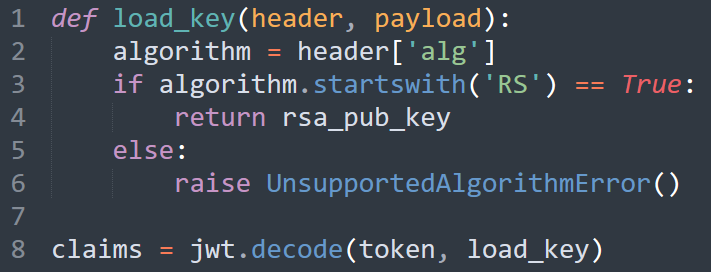 1 def load_key(header, payload):
2     algorithm = header['alg']
3     if algorithm.startswith('RS') == True:
4         return rsa_pub_key
5     else:
6         raise UnsupportedAlgorithmError()
7
8 claims = jwt.decode(token, load_key)